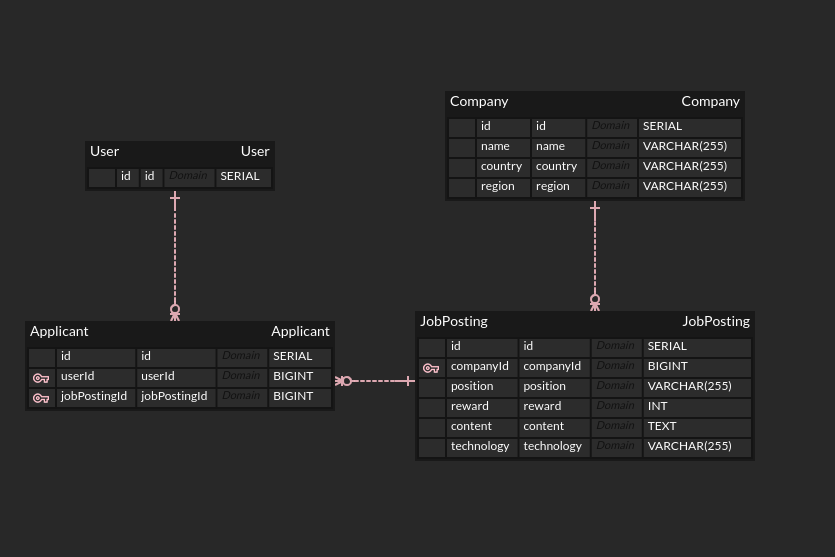 User User
id id Domain SERIAL
Company Company
id id Domain SERIAL
name name Domain VARCHAR(255)
country country Domain VARCHAR(255)
region region Domain VARCHAR(255)
Applicant Applicant
id id Domain SERIAL
userId userId Domain BIGINT
jobPostingId jobPostingId Domain BIGINT
JobPosting JobPosting
id id Domain SERIAL
companyId companyId Domain BIGINT
position position Domain VARCHAR(255)
reward reward Domain INT
content content Domain TEXT
technology technology Domain VARCHAR(255)